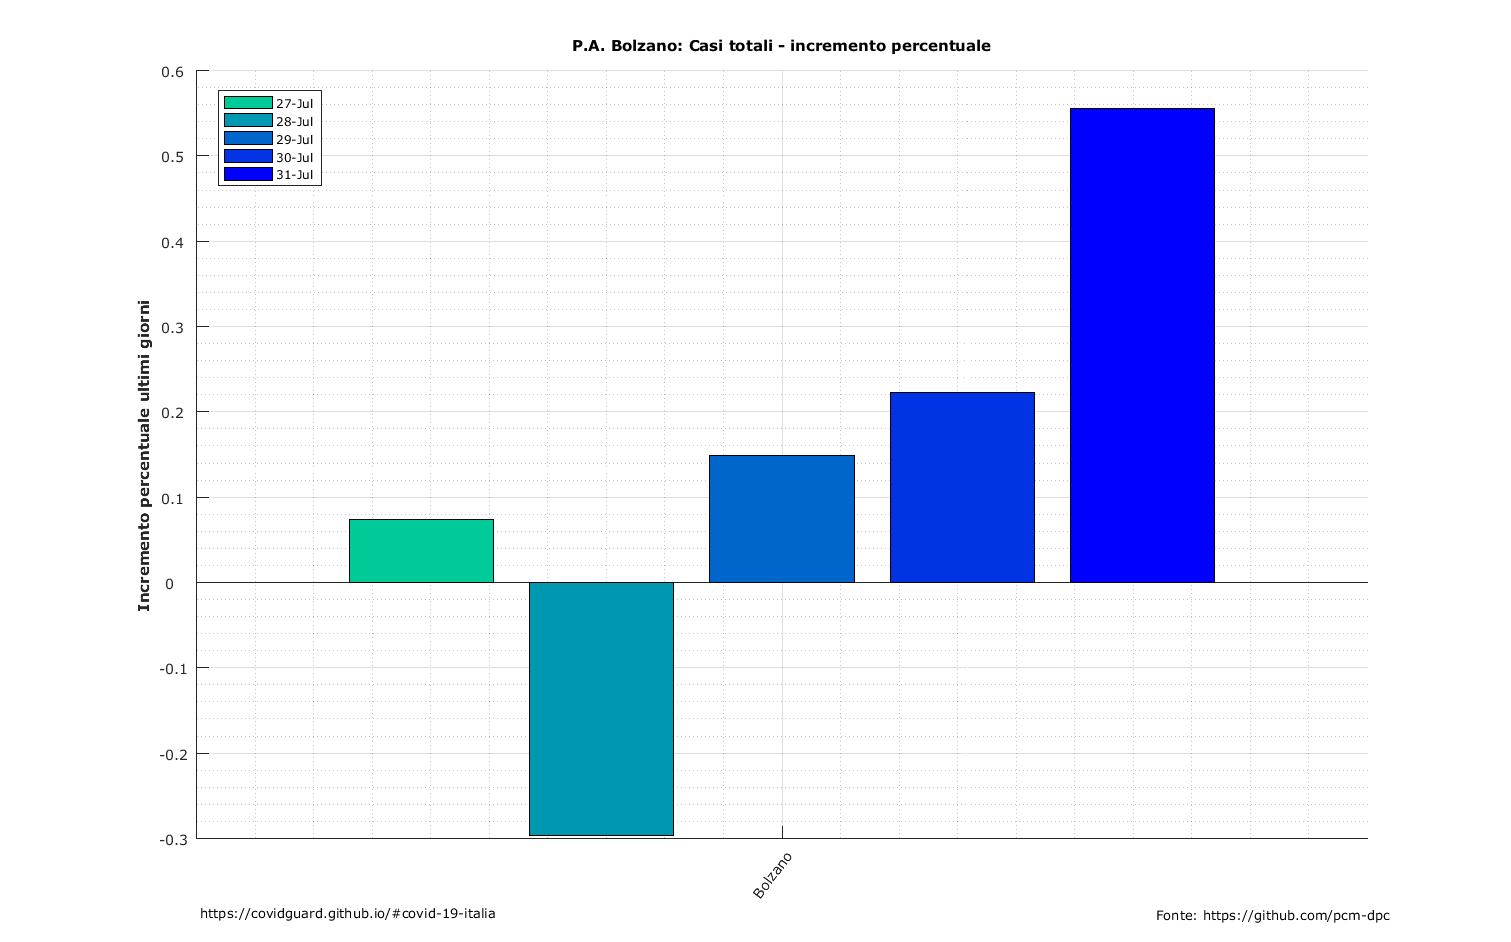 P.A. Bolzano: Casi totali - incremento percentuale
0.6
0.5
0.4
0.3
0.2
0.1
0
-0.1
-0.2
-0.3
Incremento percentuale ultimi giorni
27-Jul
28-Jul
29-Jul
30-Jul
31-Jul
Bolzano
https://covidguard.github.io/#covid-19-italia
Fonte: https://github.com/pcm-dpc